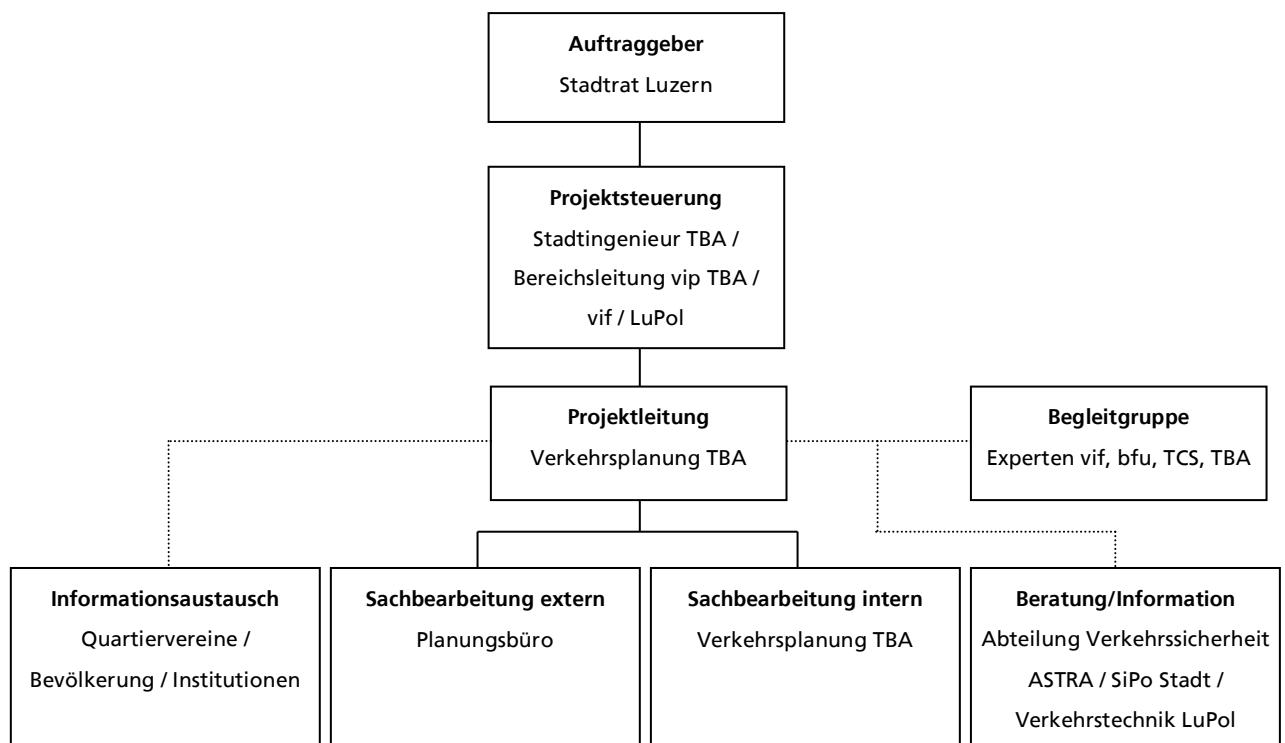 Auftraggeber
Stadtrat Luzern
Projektsteuerung
Stadtingenieur TBA /
Bereichsleitung vip TBA /
vif / LuPol
Projektleitung
Verkehrsplanung TBA
Begleitgruppe
Experten vif, bfu, TCS, TBA
Informationsaustausch
Quartiervereine /
Bevölkerung / Institutionen
Sachbearbeitung extern
Planungsbüro
Sachbearbeitung intern
Verkehrsplanung TBA
Beratung/Information
Abteilung Verkehrssicherheit
ASTRA / SiPo Stadt /
Verkehrstechnik LuPol